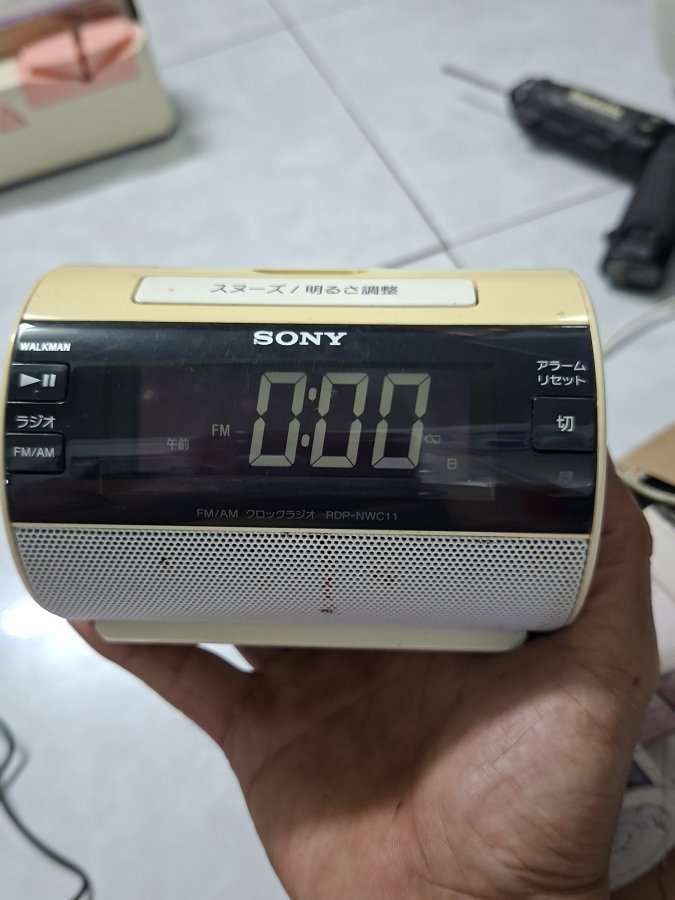 スヌーズ / 明るさ調整
SONY
WALKMAN
アラーム
リセット
切
ラジオ
FM/AM
午前
FM
0:00
日
FM/AM クロックラジオ RDP-NWC11